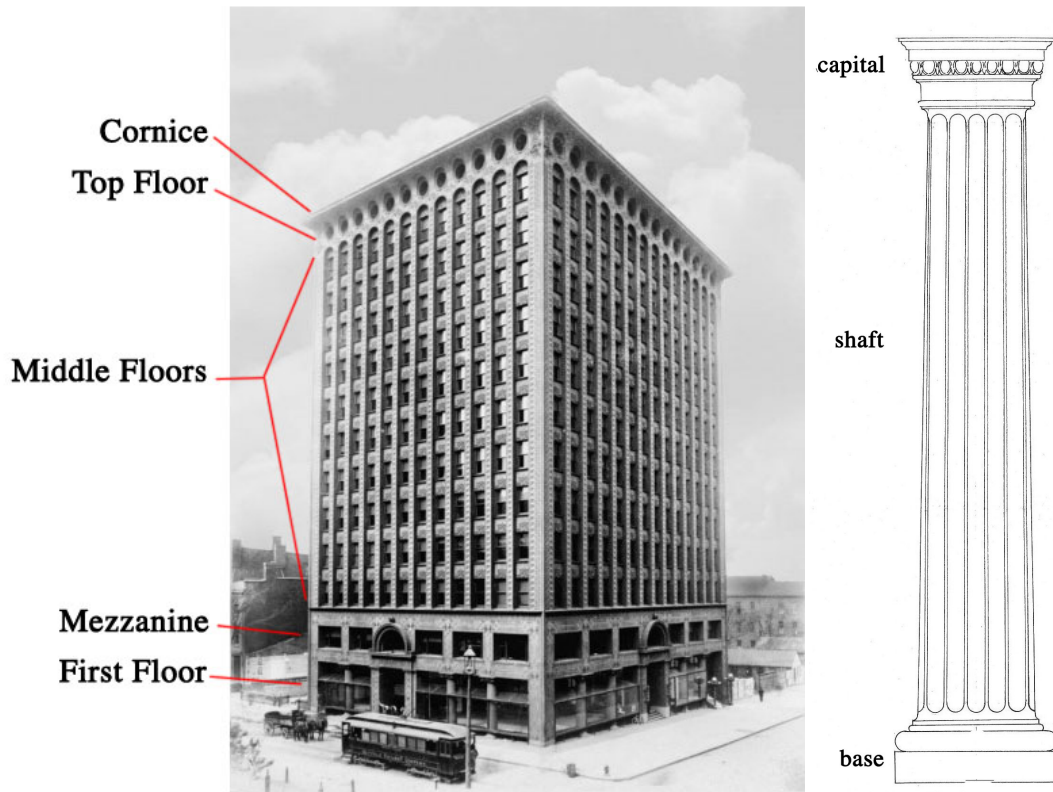 Cornice
Top Floor
Middle Floors
Mezzanine
First Floor
capital
shaft
base